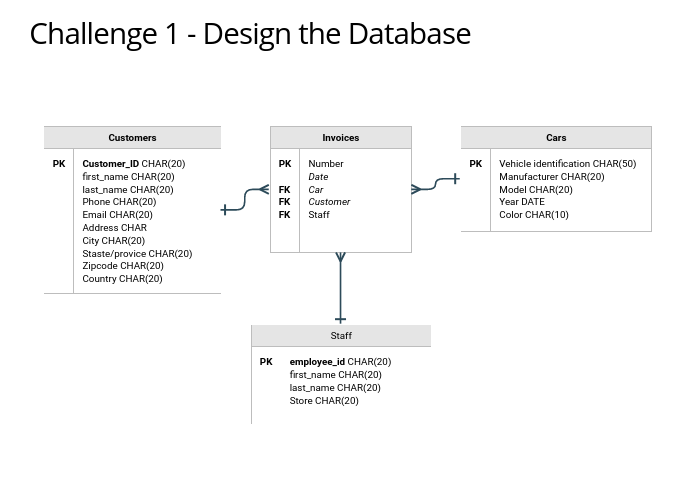 Challenge 1 - Design the Database
Customers
PK Customer_ID CHAR(20)
first_name CHAR(20)
last_name CHAR(20)
Phone CHAR(20)
Email CHAR(20)
Address CHAR
City CHAR(20)
Staste/provice CHAR(20)
Zipcode CHAR(20)
Country CHAR(20)
Invoices
PK Number
Date
FK Car
FK Customer
FK Staff
Cars
PK Vehicle identification CHAR(50)
Manufacturer CHAR(20)
Model CHAR(20)
Year DATE
Color CHAR(10)
Staff
PK employee_id CHAR(20)
first_name CHAR(20)
last_name CHAR(20)
Store CHAR(20)